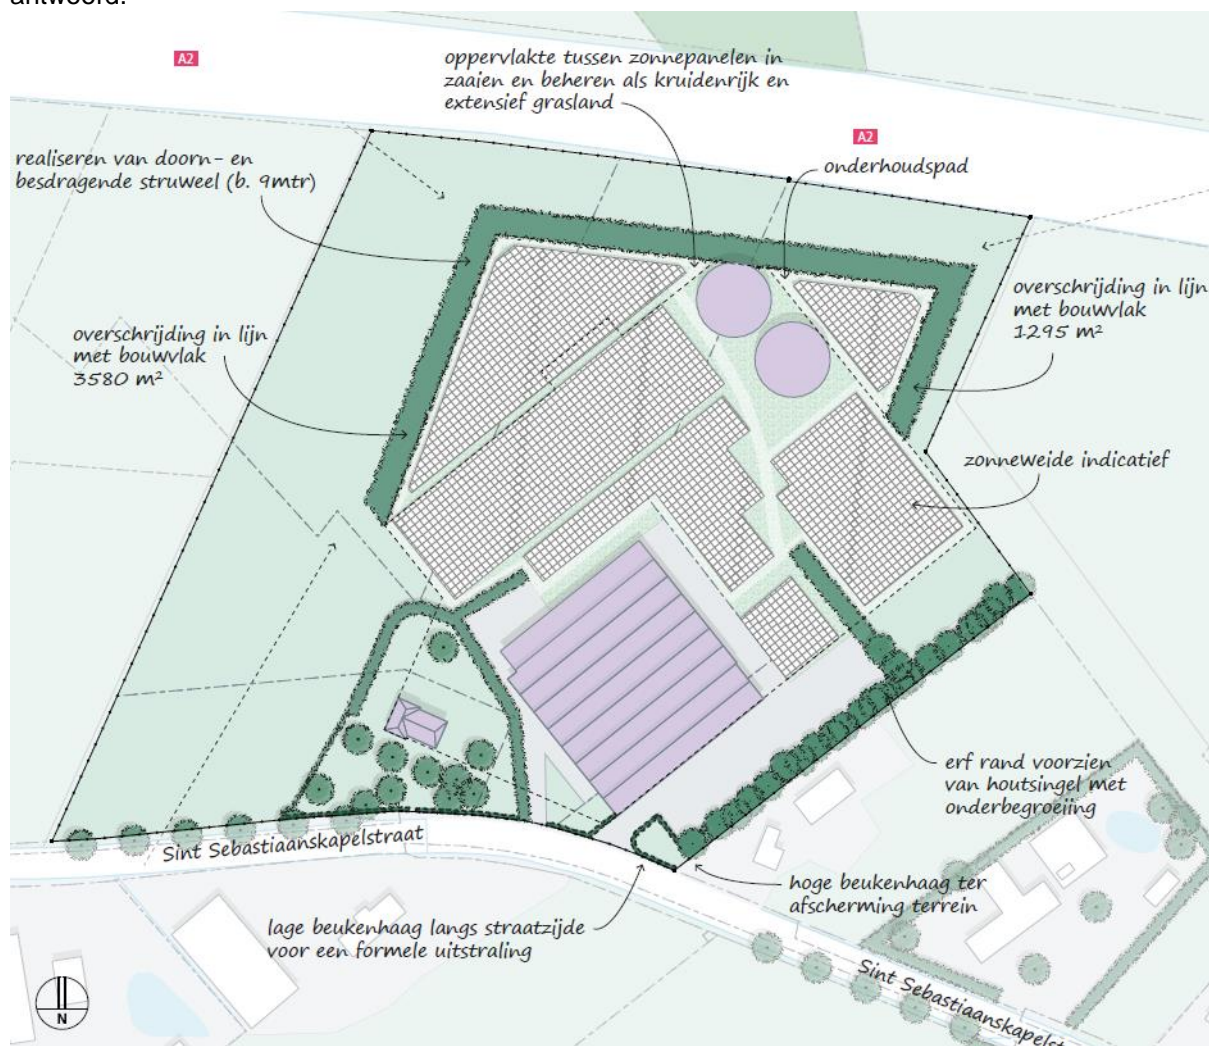 antwoord.
A2
oppervlakte tussen zonnepanelen in
zaaien en beheren als kruidenrijk en
extensief grasland
A2
realiseren van doorn- en
besdragende struweel (b. 9mtr)
onderhoudspad
overschrijding in lijn
met bouwvlak
1295 m²
overschrijding in lijn
met bouwvlak
3580 m²
zonneweide indicatief
erf rand voorzien
van houtsingel met
onderbegroeiing
Sint Sebastiaanskapelstraat
hoge beukenhaag ter
afscherming terrein
lage beukenhaag langs straatzijde
voor een formele uitstraling
Sint Sebastiaanskapelst
N